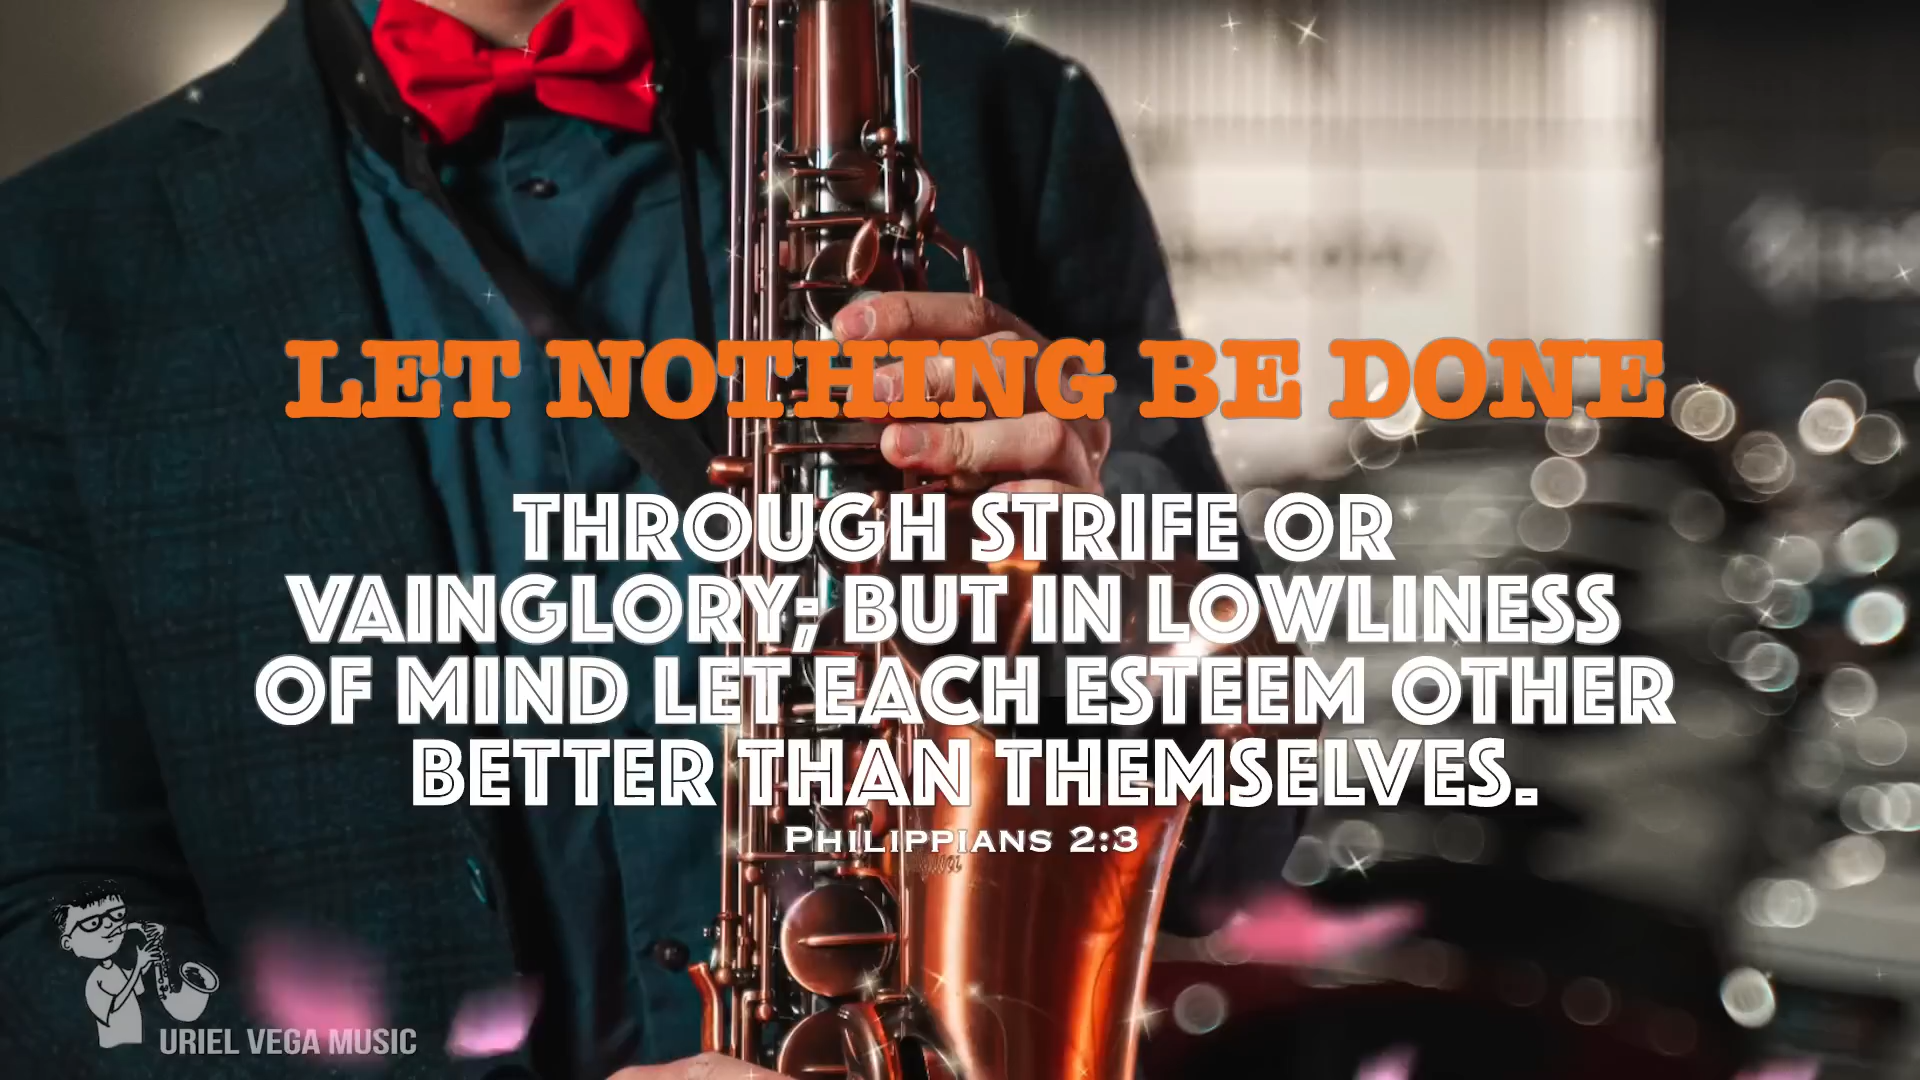 LET NOTHING BE DONE
THROUGH STRIFE OR
VAINGLORY; BUT IN LOWLINESS
OF MIND LET EACH ESTEEM OTHER
BETTER THAN THEMSELVES.
PHILIPPIANS 2:3
URIEL VEGA MUSIC